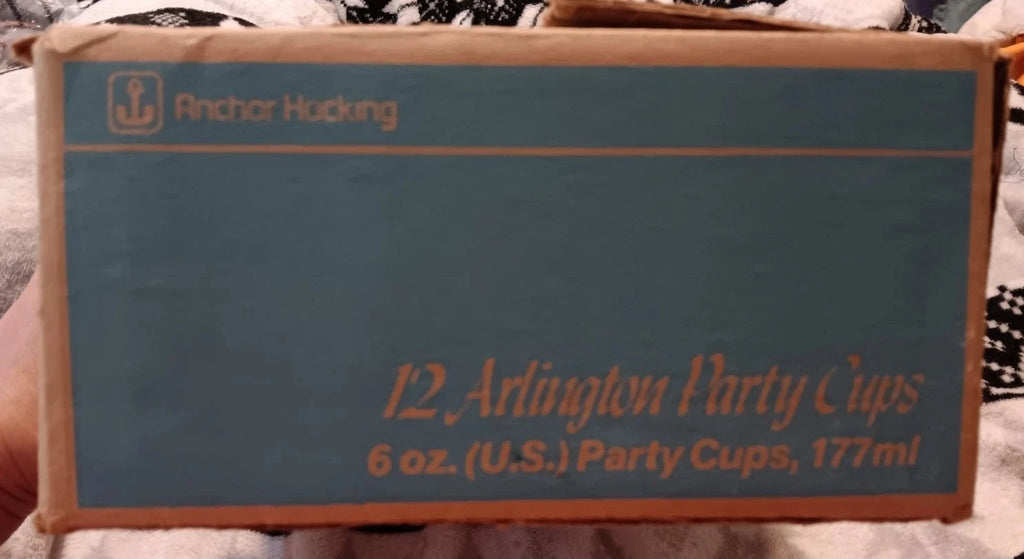 Anchor Hocking
12 Arlington Party Cups
6 oz. (U.S.) Party Cups, 177ml